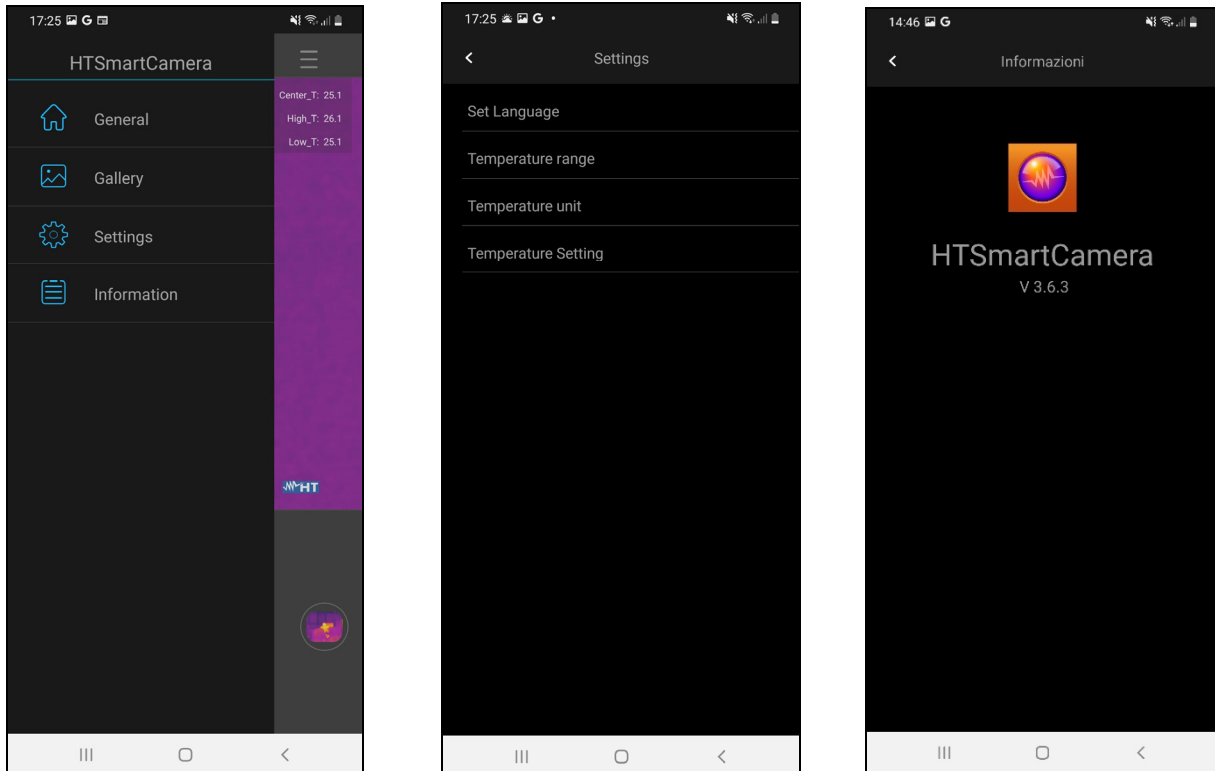 17:25 G
HTSmartCamera
General
Gallery
Settings
Information
Center_T: 25.1
High_T: 26.1
Low_T: 25.1
HT
17:25 G
Settings
Set Language
Temperature range
Temperature unit
Temperature Setting
14:46 G
Informazioni
HTSmartCamera
V 3.6.3